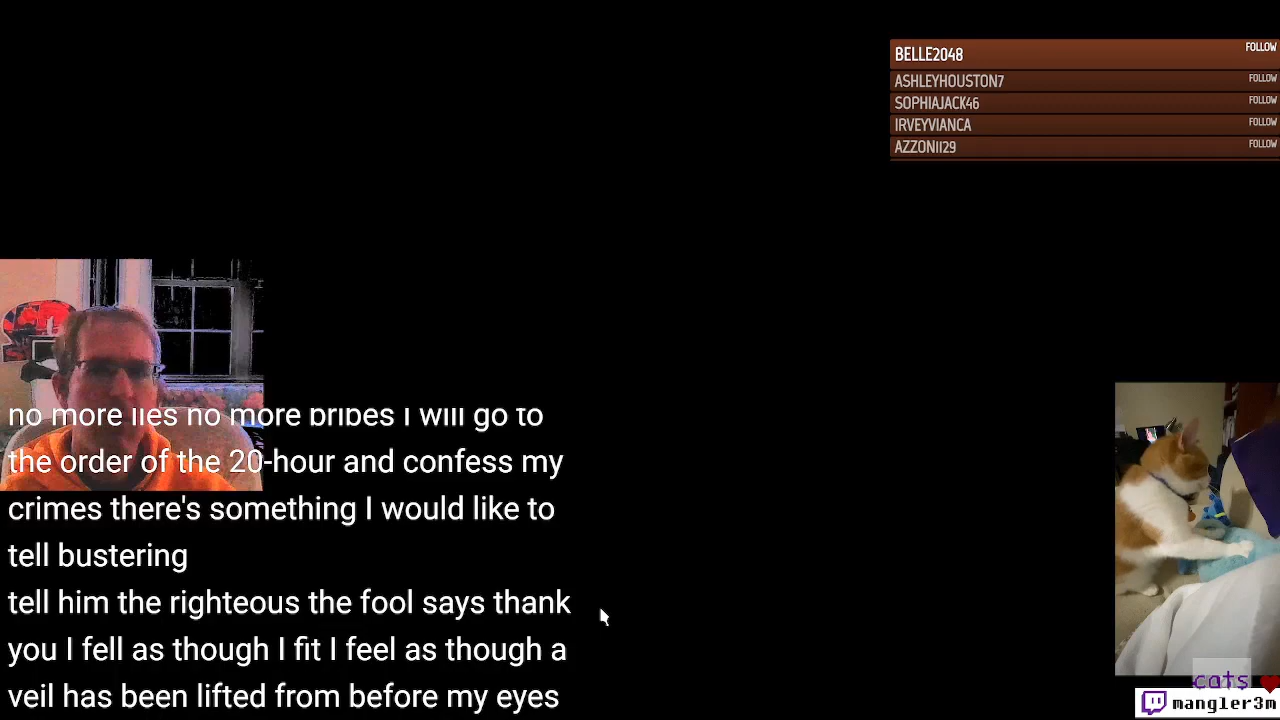 BELLE2048 FOLLOW
ASHLEYHOUSTON7 FOLLOW
SOPHIAJACK46 FOLLOW
IRVEYVIANCA FOLLOW
AZZON1129 FOLLOW
no more lies no more bribes I will go to
the order of the 20-hour and confess my
crimes there's something I would like to
tell bustering
tell him the righteous the fool says thank
you I fell as though I fit I feel as though a
veil has been lifted from before my eyes
cats
mangler3m